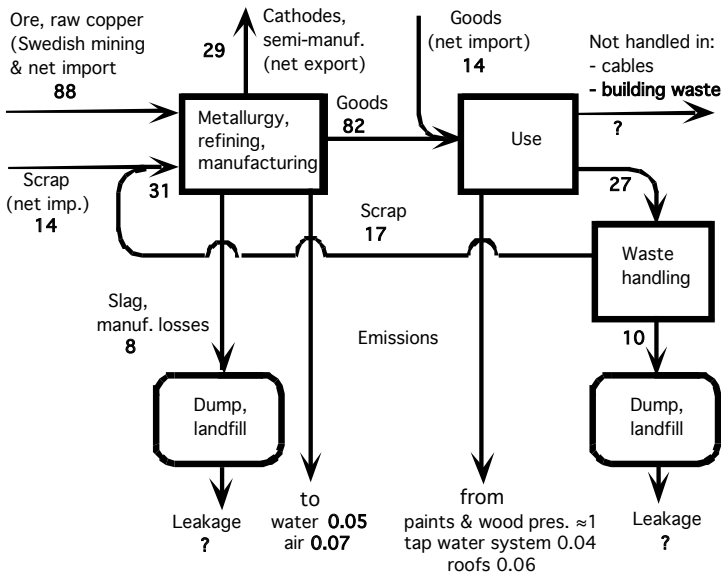 Ore, raw copper
(Swedish mining
& net import
88
29
Cathodes,
semi-manuf.
(net export)
Goods
(net import)
14
Not handled in:
- cables
- building waste
?
Metallurgy,
refining,
manufacturing
Goods
82
Use
Scrap
(net imp.)
14
31
27
Scrap
17
Waste
handling
Slag,
manuf. losses
8
Emissions
10
Dump,
landfill
Dump,
landfill
to
water 0.05
air 0.07
from
paints & wood pres. ≈1
tap water system 0.04
roofs 0.06
Leakage
?
Leakage
?